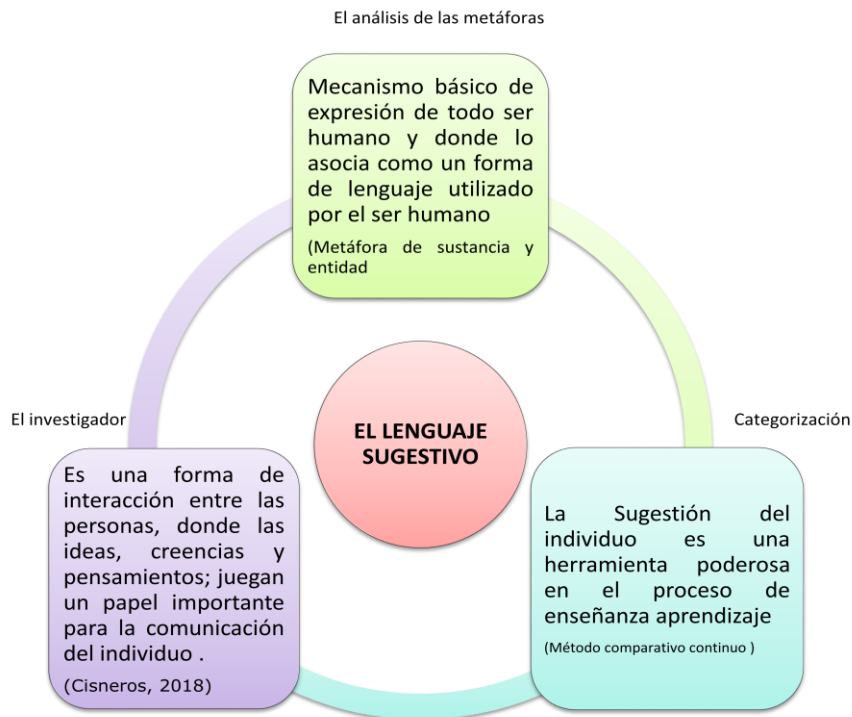 El análisis de las metáforas
Mecanismo básico de
expresión de todo ser
humano y donde lo
asocia como un forma
de lenguaje utilizado
por el ser humano
(Metáfora de sustancia y
entidad
El investigador
Categorización
EL LENGUAJE
SUGESTIVO
Es una forma de
interacción entre las
personas, donde las
ideas, creencias y
pensamientos; juegan
un papel importante
para la comunicación
del individuo .
(Cisneros, 2018)
La Sugestión del
individuo es una
herramienta poderosa
en el proceso de
enseñanza aprendizaje
(Método comparativo continuo )